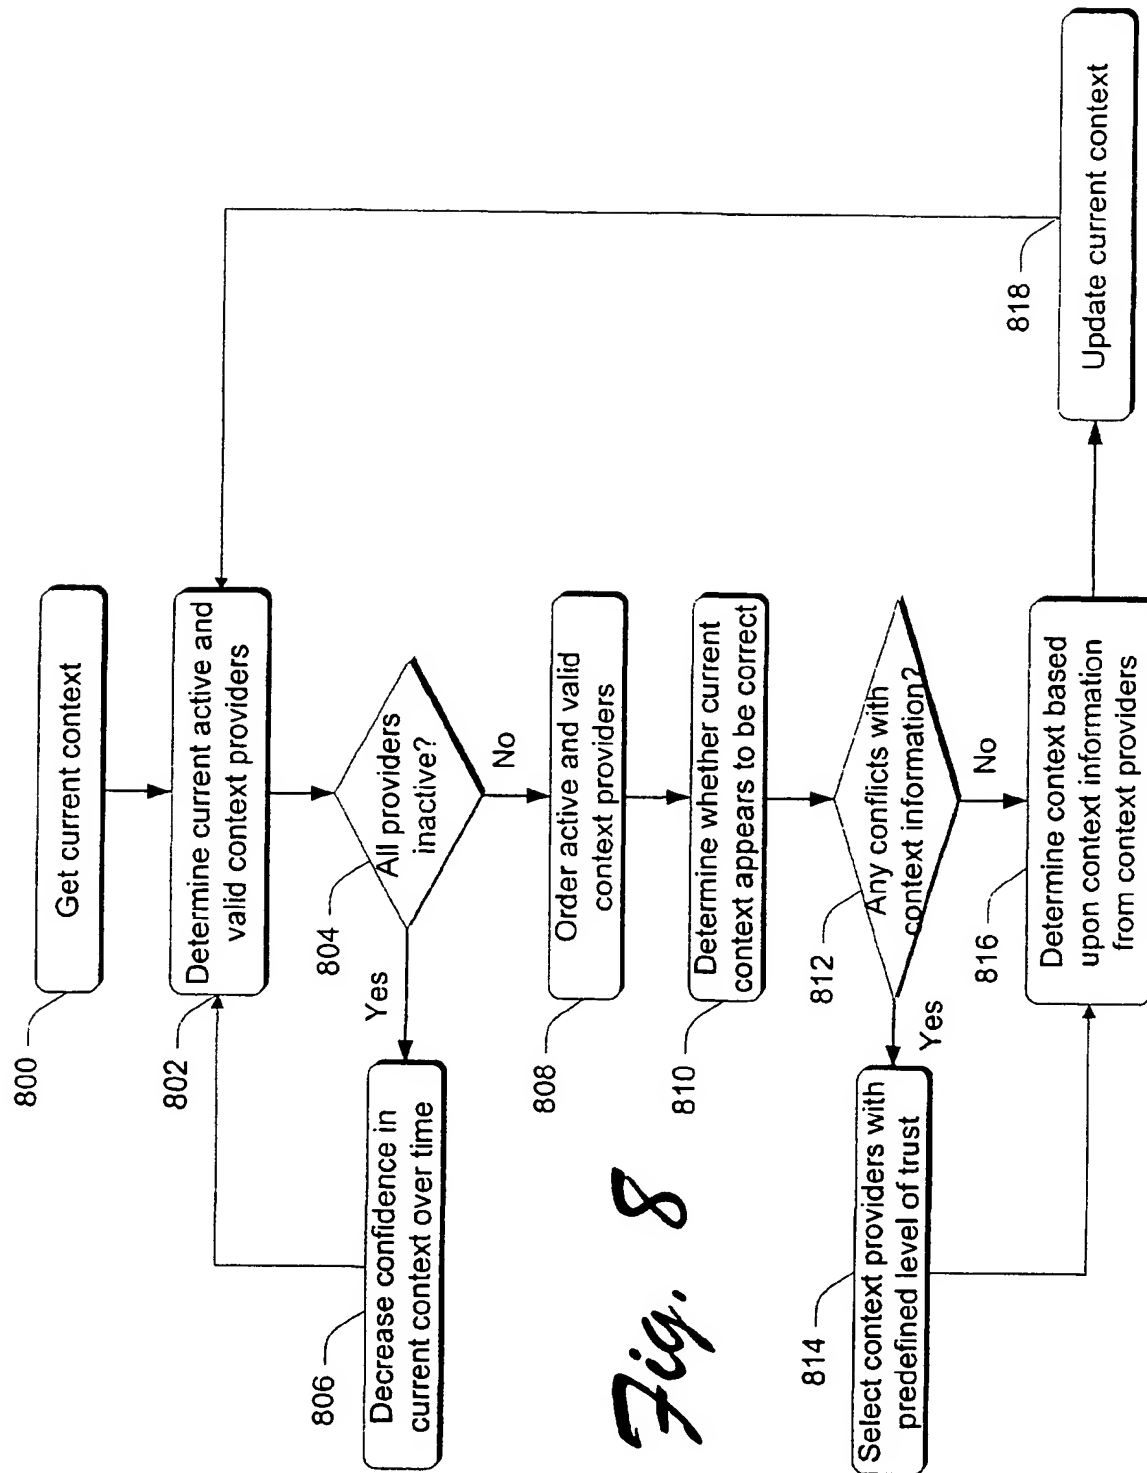 800
Get current context
802
Determine current active and
valid context providers
804
All providers
inactive?
Yes
No
806
Decrease confidence in
current context over time
808
Order active and valid
context providers
810
Determine whether current
context appears to be correct
812
Any conflicts with
context information?
Yes
No
814
Select context providers with
predefined level of trust
816
Determine context based
upon context information
from context providers
818
Update current context
Fig. 8